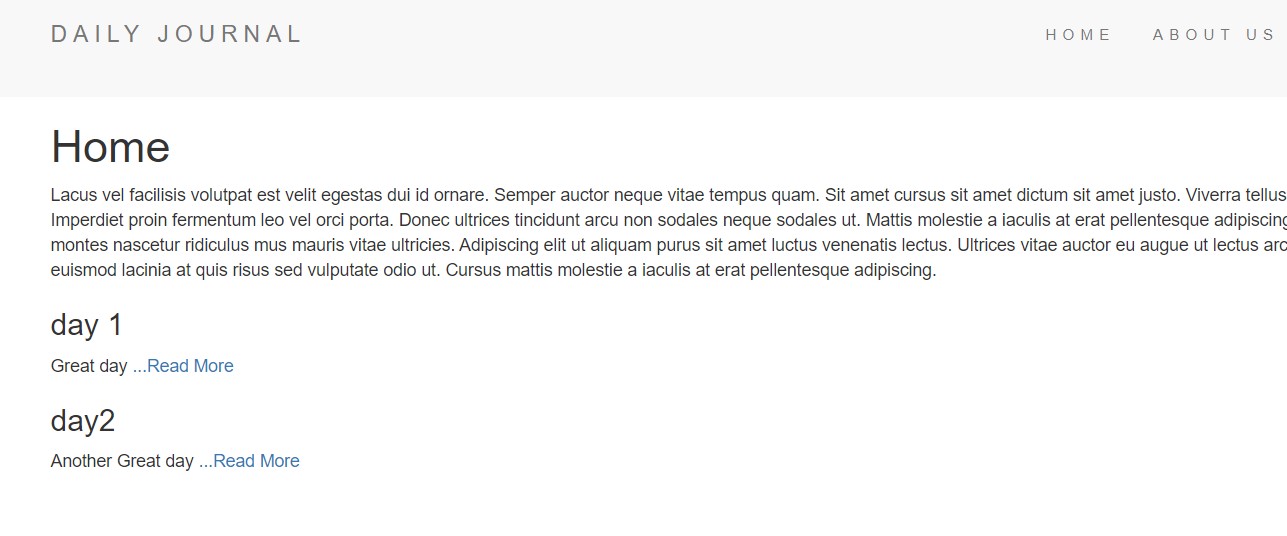 DAILY JOURNAL
HOME ABOUT US
Home
Lacus vel facilisis volutpat est velit egestas dui id ornare. Semper auctor neque vitae tempus quam. Sit amet cursus sit amet dictum sit amet justo. Viverra tellus
Imperdiet proin fermentum leo vel orci porta. Donec ultrices tincidunt arcu non sodales neque sodales ut. Mattis molestie a iaculis at erat pellentesque adipiscing
montes nascetur ridiculus mus mauris vitae ultricies. Adipiscing elit ut aliquam purus sit amet luctus venenatis lectus. Ultrices vitae auctor eu augue ut lectus arc
euismod lacinia at quis risus sed vulputate odio ut. Cursus mattis molestie a iaculis at erat pellentesque adipiscing.
day 1
Great day ...Read More
day2
Another Great day ...Read More